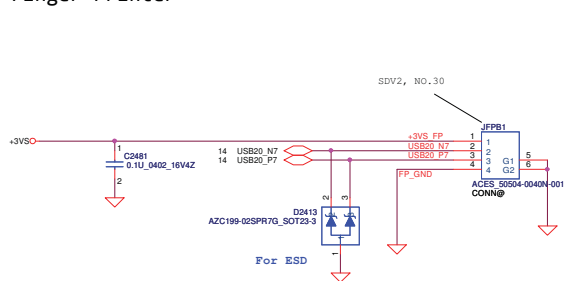 SDV2, NO.30
JFPB1
+3VS
+3VS_FP
1
1
1
C2481
14 USB20_N7
USB20_N7
2
2
0.1U_0402_16V4Z
14 USB20_P7
USB20_P7
3
3
G1
5
4
4
G2
6
2
FP_GND
ACES_50504-0040N-001
CONN@
2
3
D2413
AZC199-02SPR7G_SOT23-3
1
For ESD